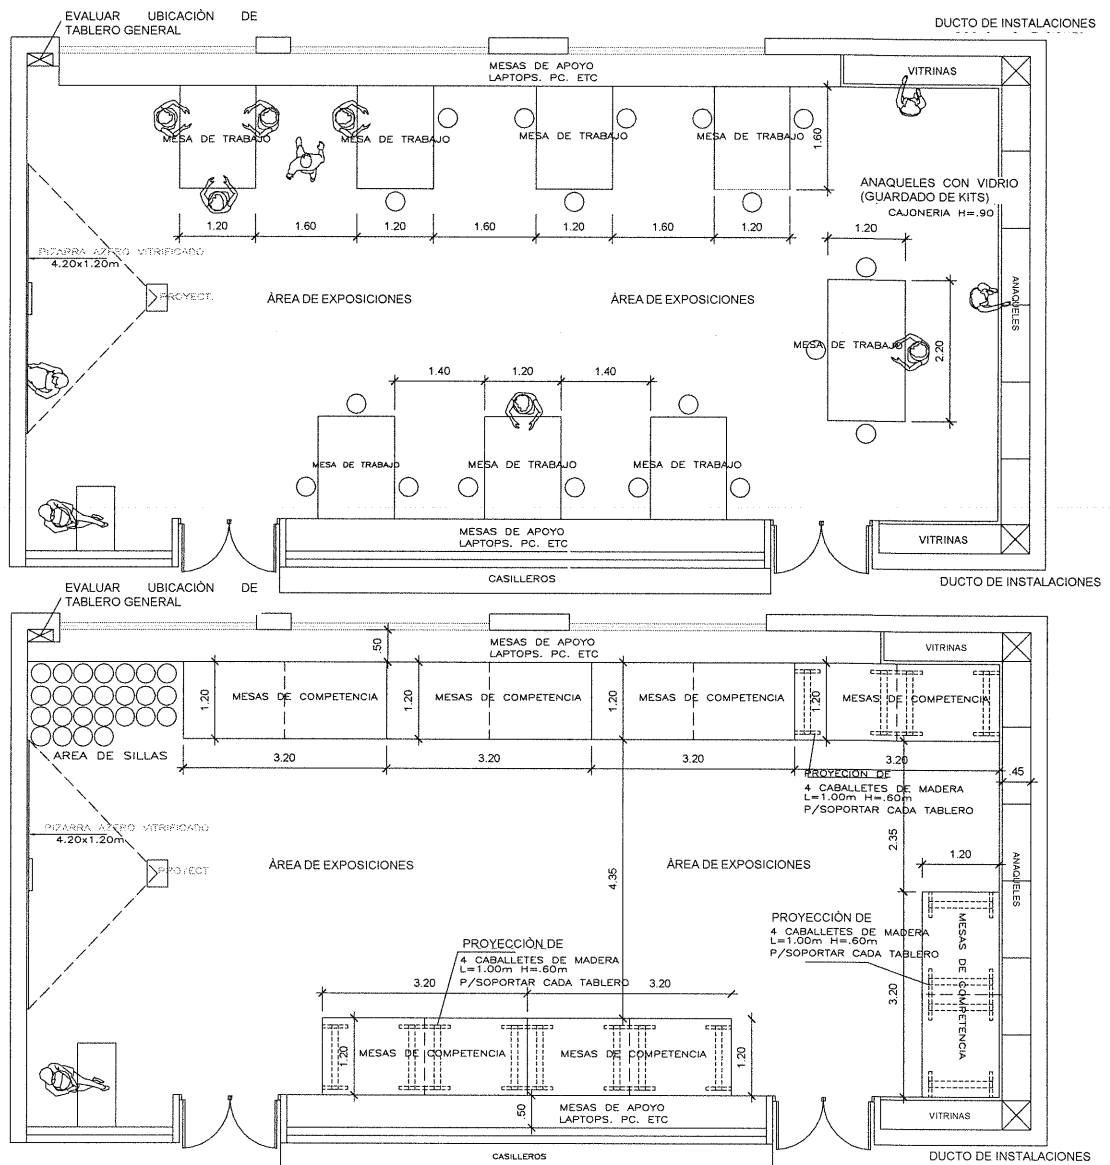 EVALUAR UBICACIÒN DE
TABLERO GENERAL
DUCTO DE INSTALACIONES
MESAS DE APOYO
LAPTOPS. PC. ETC
VITRINAS
MESA DE TRABAJO
MESA DE TRABAJO
MESA DE TRABAJO
MESA DE TRABAJO
1.60
ANAQUELES CON VIDRIO
(GUARDADO DE KITS)
CAJONERIA H=.90
1.20
1.60
1.20
1.60
1.20
1.60
1.20
1.20
PIZARRA AZERO VITRIFICADO
4.20x1.20m
PROYECT.
ÀREA DE EXPOSICIONES
ÀREA DE EXPOSICIONES
ANAQUELES
MESA DE TRABAJO
2.20
1.40
1.20
1.40
MESA DE TRABAJO
MESA DE TRABAJO
MESA DE TRABAJO
MESAS DE APOYO
LAPTOPS. PC. ETC
VITRINAS
CASILLEROS
DUCTO DE INSTALACIONES
EVALUAR UBICACIÒN DE
TABLERO GENERAL
.50
MESAS DE APOYO
LAPTOPS. PC. ETC
VITRINAS
1.20
MESAS DE COMPETENCIA
1.20
MESAS DE COMPETENCIA
1.20
MESAS DE COMPETENCIA
1.20
MESAS DE COMPETENCIA
AREA DE SILLAS
3.20
3.20
3.20
3.20
.45
PROYECION DE
4 CABALLETES DE MADERA
L=1.00m H=.60m
P/SOPORTAR CADA TABLERO
PIZARRA AZERO VITRIFICADO
4.20x1.20m
PROYECT
ÀREA DE EXPOSICIONES
4.35
ÀREA DE EXPOSICIONES
2.35
1.20
ANAQUELES
PROYECCIÒN DE
4 CABALLETES DE MADERA
L=1.00m H=.60m
P/SOPORTAR CADA TABLERO
MESAS DE COMPETENCIA
3.20
PROYECCIÒN DE
4 CABALLETES DE MADERA
L=1.00m H=.60m
P/SOPORTAR CADA TABLERO
3.20
3.20
1.20
MESAS DE COMPETENCIA
MESAS DE COMPETENCIA
1.20
.50
MESAS DE APOYO
LAPTOPS. PC. ETC
VITRINAS
CASILLEROS
DUCTO DE INSTALACIONES